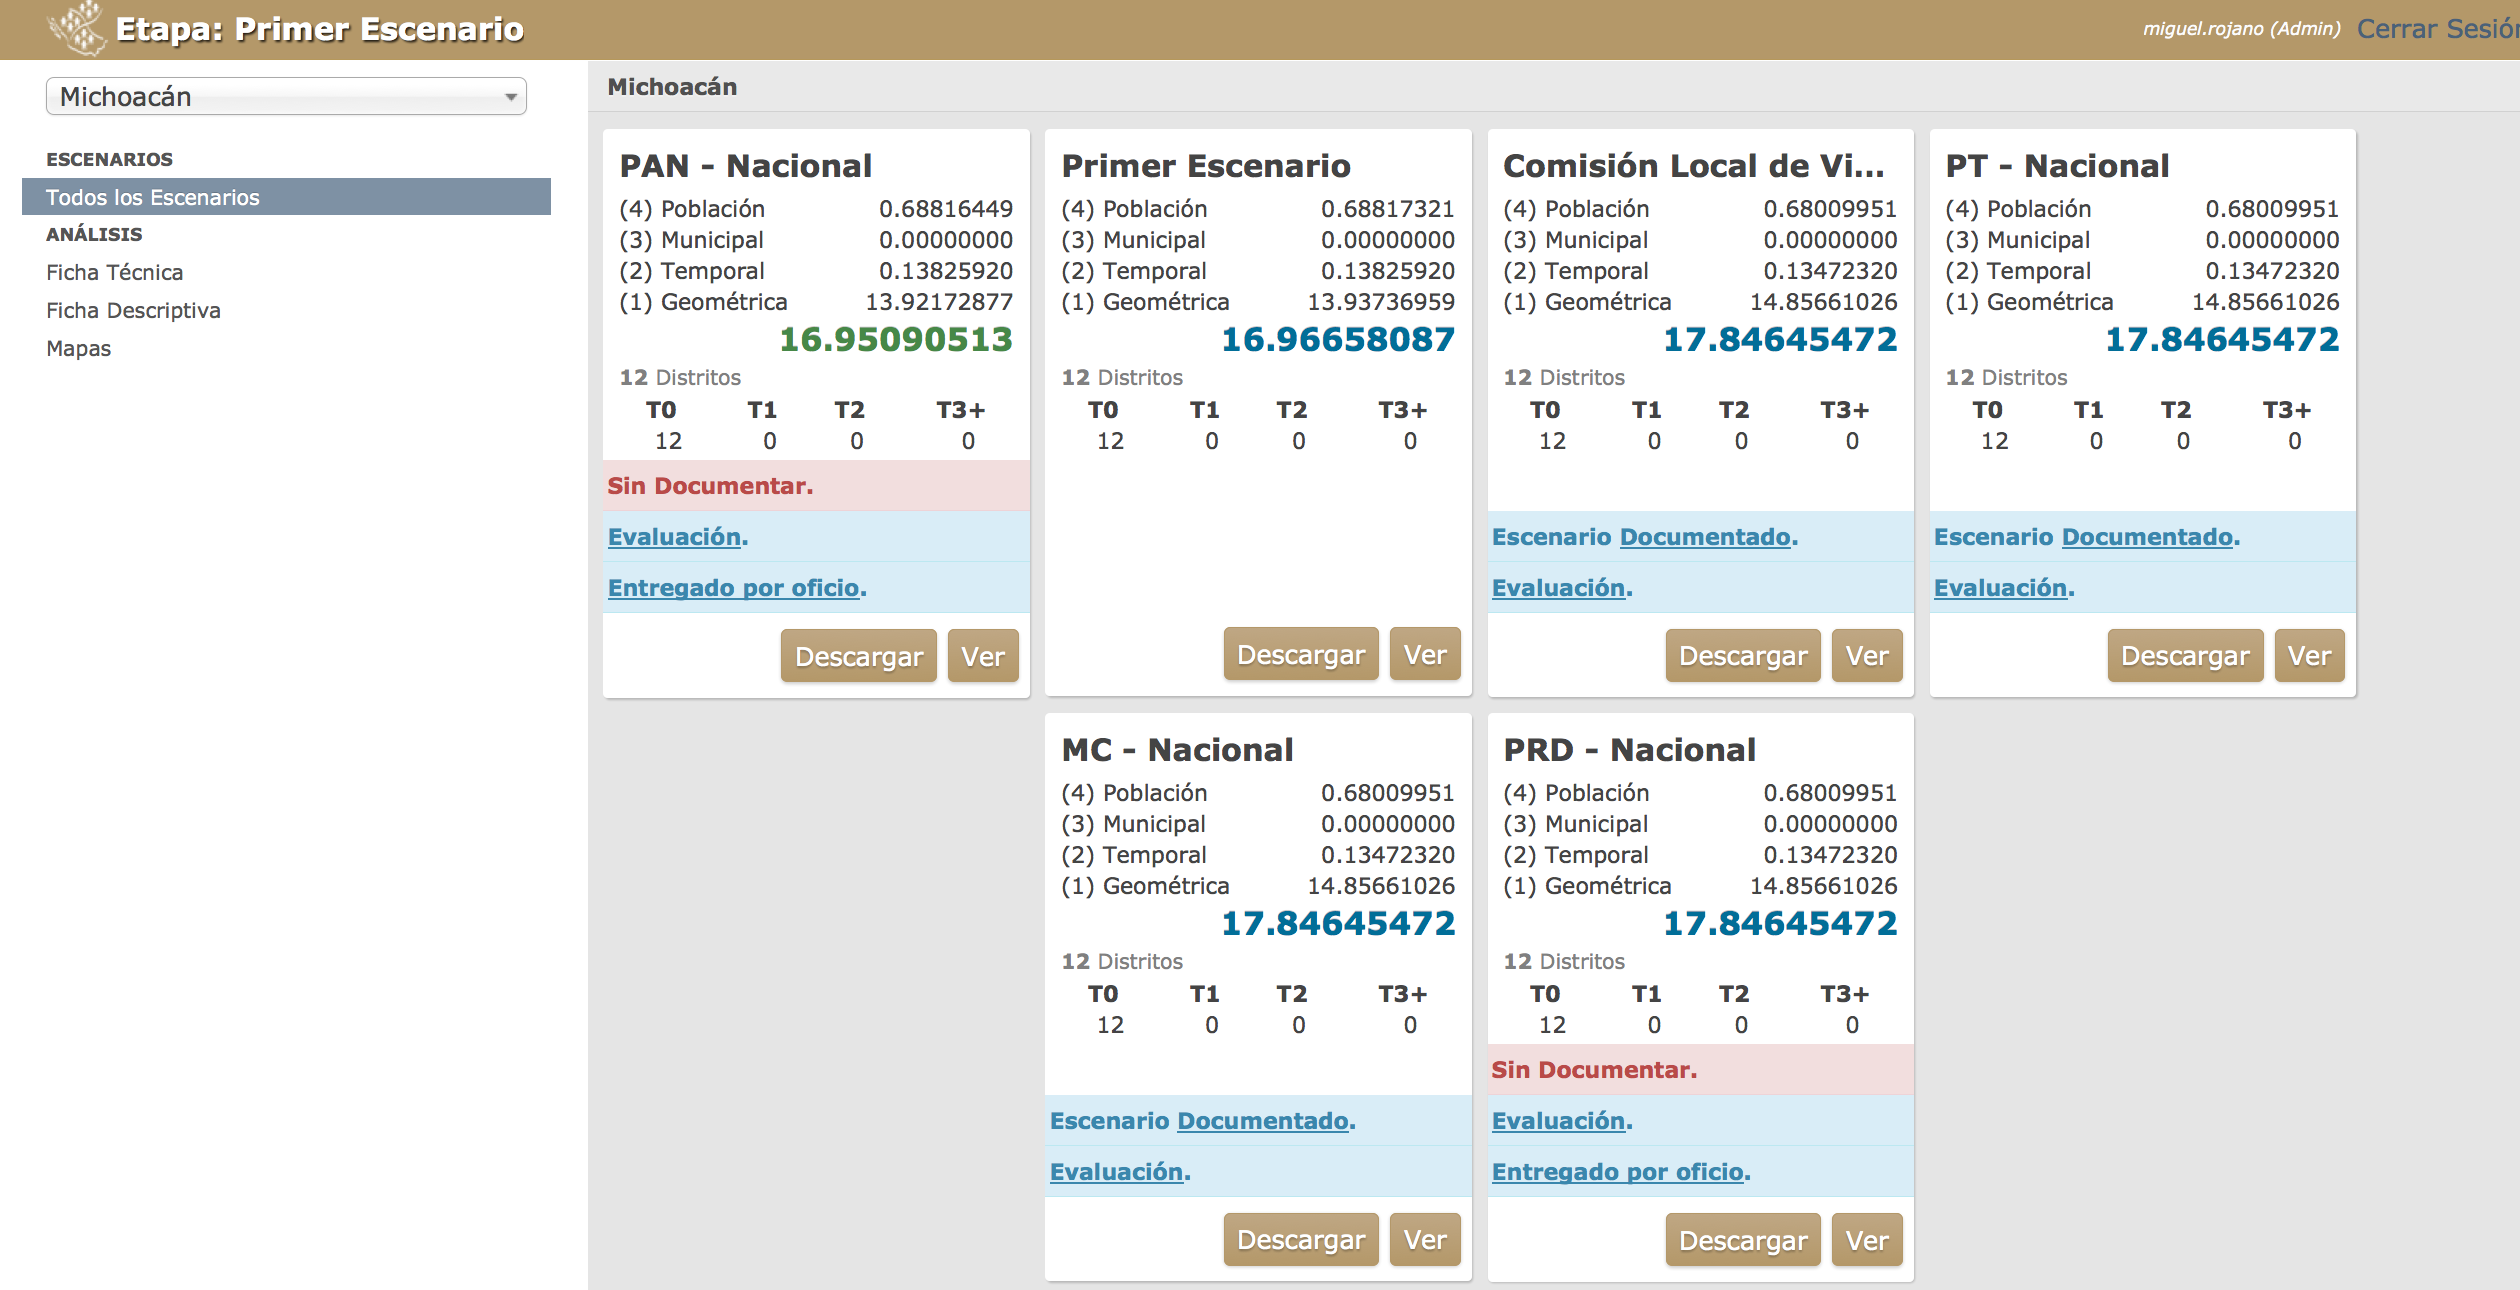 Etapa: Primer Escenario
miguel.rojano (Admin) Cerrar Sesión
Michoacán
ESCENARIOS
Todos los Escenarios
ANÁLISIS
Ficha Técnica
Ficha Descriptiva
Mapas
Michoacán
PAN - Nacional
(4) Población 0.68816449
(3) Municipal 0.00000000
(2) Temporal 0.13825920
(1) Geométrica 13.92172877
16.95090513
12 Distritos
T0 T1 T2 T3+
12 0 0 0
Sin Documentar.
Evaluación.
Entregado por oficio.
Descargar Ver
Primer Escenario
(4) Población 0.68817321
(3) Municipal 0.00000000
(2) Temporal 0.13825920
(1) Geométrica 13.93736959
16.96658087
12 Distritos
T0 T1 T2 T3+
12 0 0 0
Descargar Ver
Comisión Local de Vi...
(4) Población 0.68009951
(3) Municipal 0.00000000
(2) Temporal 0.13472320
(1) Geométrica 14.85661026
17.84645472
12 Distritos
T0 T1 T2 T3+
12 0 0 0
Escenario Documentado.
Evaluación.
Descargar Ver
PT - Nacional
(4) Población 0.68009951
(3) Municipal 0.00000000
(2) Temporal 0.13472320
(1) Geométrica 14.85661026
17.84645472
12 Distritos
T0 T1 T2 T3+
12 0 0 0
Escenario Documentado.
Evaluación.
Descargar Ver
MC - Nacional
(4) Población 0.68009951
(3) Municipal 0.00000000
(2) Temporal 0.13472320
(1) Geométrica 14.85661026
17.84645472
12 Distritos
T0 T1 T2 T3+
12 0 0 0
Escenario Documentado.
Evaluación.
Descargar Ver
PRD - Nacional
(4) Población 0.68009951
(3) Municipal 0.00000000
(2) Temporal 0.13472320
(1) Geométrica 14.85661026
17.84645472
12 Distritos
T0 T1 T2 T3+
12 0 0 0
Sin Documentar.
Evaluación.
Entregado por oficio.
Descargar Ver